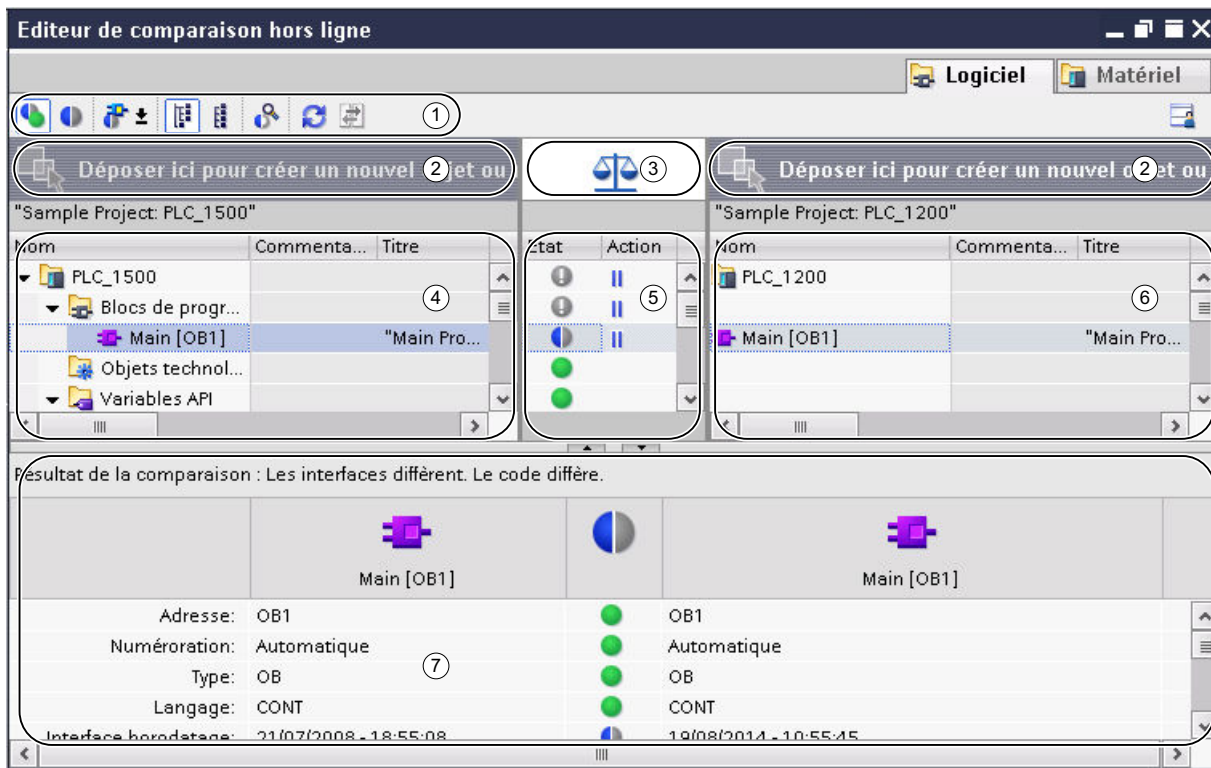 Editeur de comparaison hors ligne
Logiciel Matériel
①
Déposer ici pour créer un nouvel ② et ou ③ Déposer ici pour créer un nouvel ② et ou
"Sample Project: PLC_1500" "Sample Project: PLC_1200"
Nom Commenta... Titre Etat Action Nom Commenta... Titre
PLC_1500 PLC_1200
④ ⑤ ⑥
Blocs de progr...
Main [OB1] "Main Pro... Main [OB1] "Main Pro...
Objets technol...
Variables API
Résultat de la comparaison : Les interfaces diffèrent. Le code diffère.
Main [OB1] Main [OB1]
Adresse: OB1 OB1
Numéroration: Automatique Automatique
⑦
Type: OB OB
Langage: CONT CONT
Interface horodatage: 21/07/2008 - 18:55:08 19/08/2014 - 10:55:45